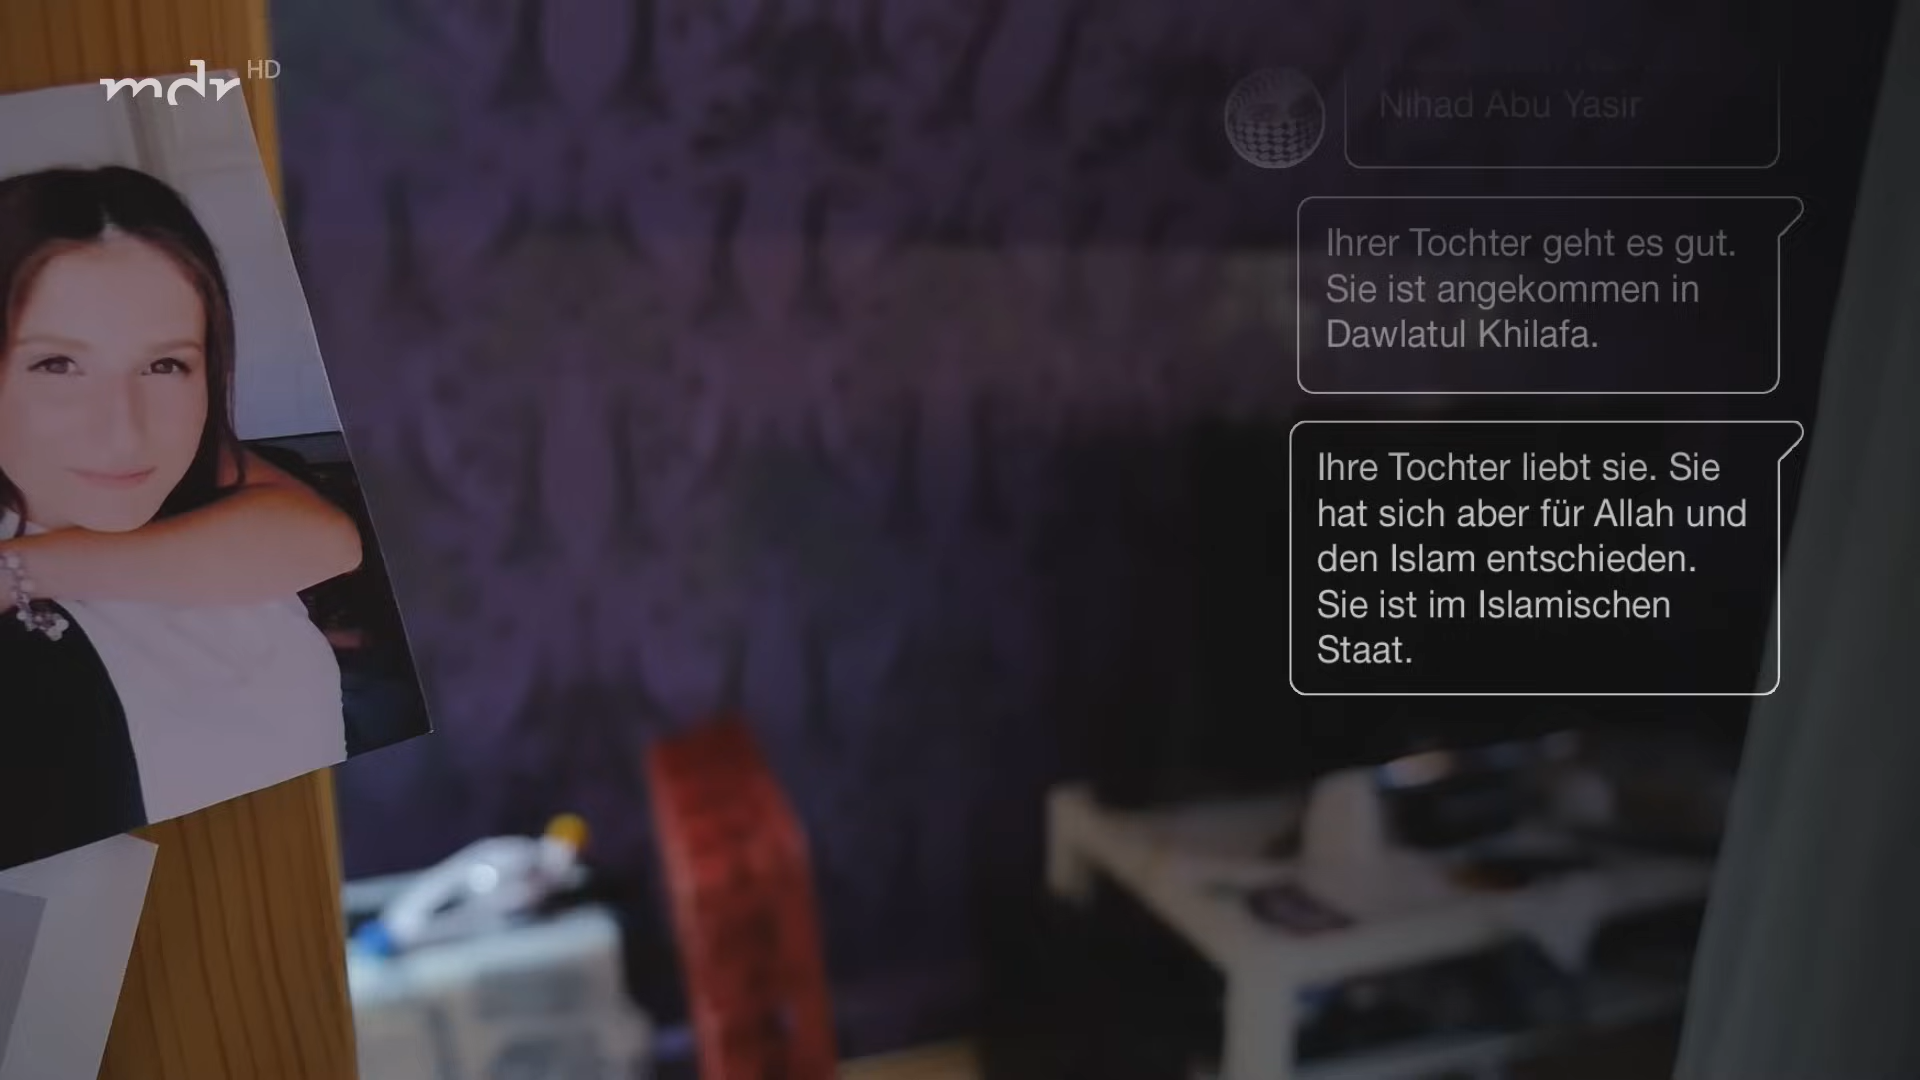 mdr HD
Nihad Abu Yasir
Ihrer Tochter geht es gut.
Sie ist angekommen in
Dawlatul Khilafa.
Ihre Tochter liebt sie. Sie
hat sich aber für Allah und
den Islam entschieden.
Sie ist im Islamischen
Staat.